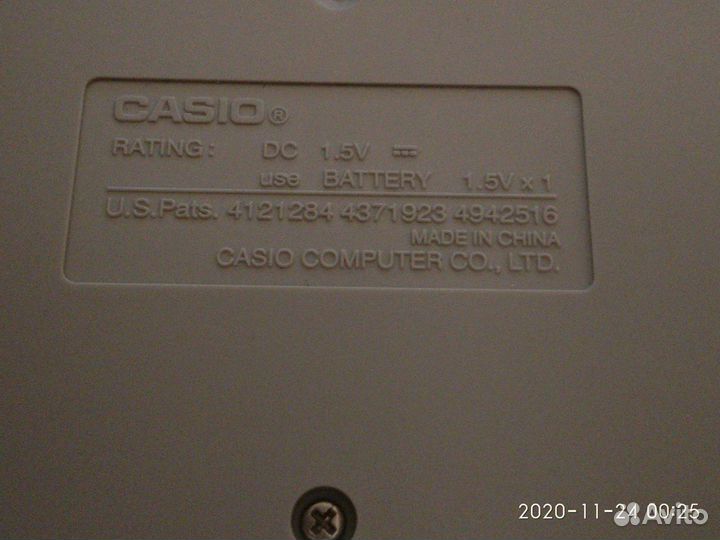 CASIO®
RATING: DC 1.5V ⎓
use BATTERY 1.5V x 1
U.S.Pats. 4121284 4371923 4942516
MADE IN CHINA
CASIO COMPUTER CO., LTD.
2020-11-24 00:25
Avito